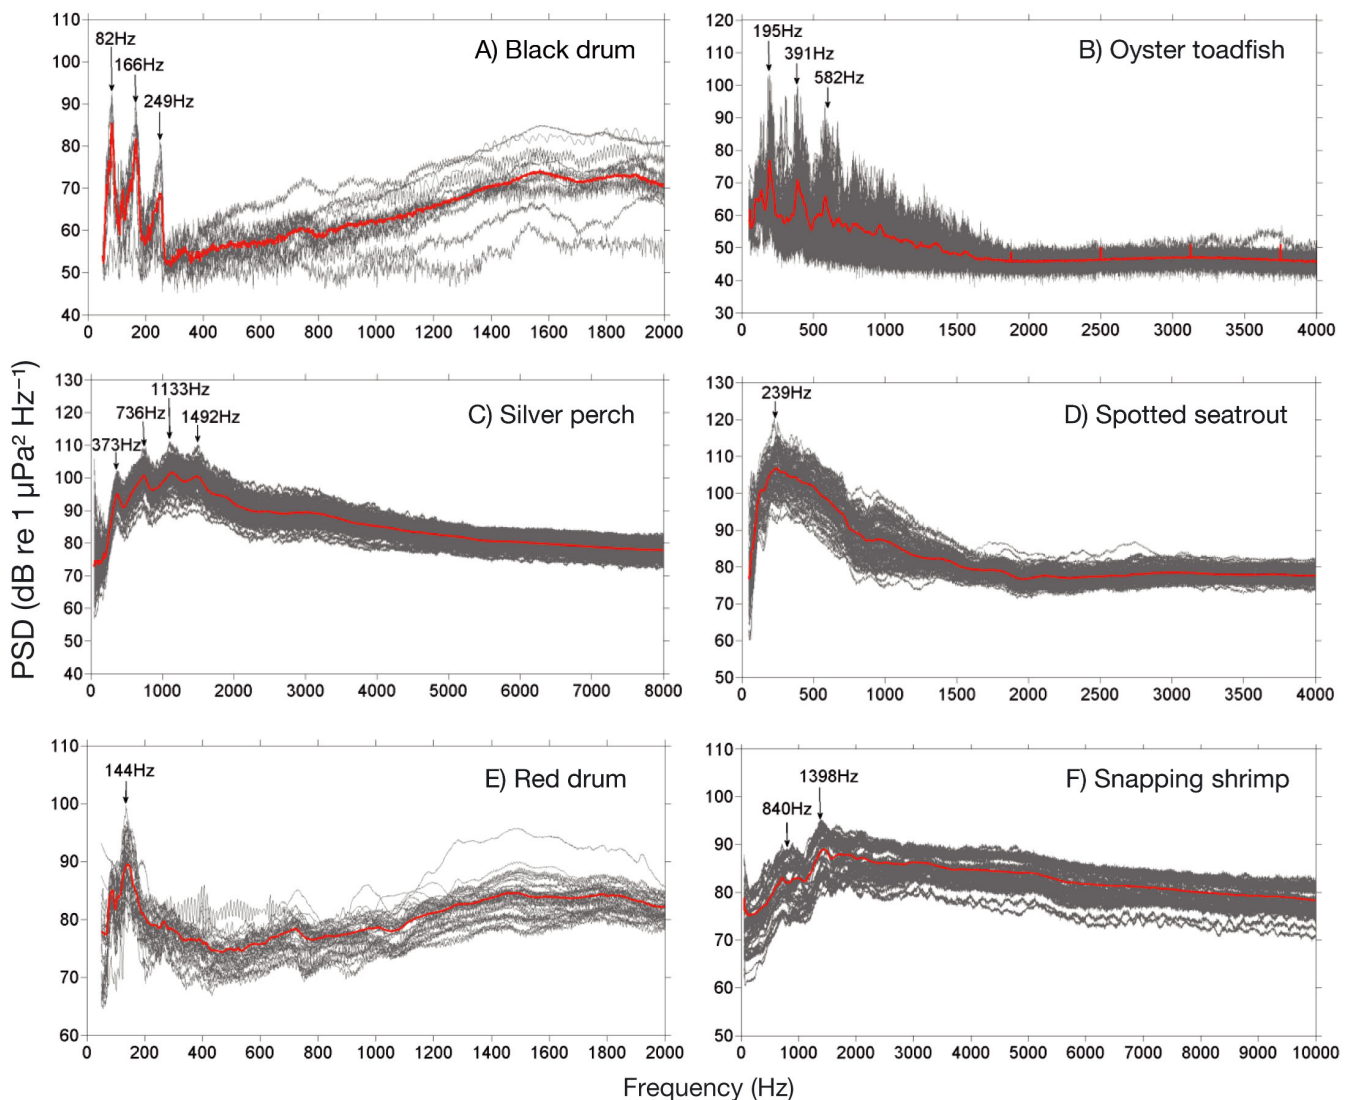 A) Black drum
110
100
90
80
70
60
50
40
82Hz
166Hz
249Hz
0 200 400 600 800 1000 1200 1400 1600 1800 2000
B) Oyster toadfish
120
110
100
90
80
70
60
50
40
30
195Hz
391Hz
582Hz
0 500 1000 1500 2000 2500 3000 3500 4000
PSD (dB re 1 µPa² Hz⁻¹)
C) Silver perch
130
120
110
100
90
80
70
60
50
40
1133Hz
736Hz
1492Hz
373Hz
0 1000 2000 3000 4000 5000 6000 7000 8000
D) Spotted seatrout
130
120
110
100
90
80
70
60
50
239Hz
0 500 1000 1500 2000 2500 3000 3500 4000
E) Red drum
110
100
90
80
70
60
144Hz
0 200 400 600 800 1000 1200 1400 1600 1800 2000
F) Snapping shrimp
110
100
90
80
70
60
50
1398Hz
840Hz
0 1000 2000 3000 4000 5000 6000 7000 8000 9000 10000
Frequency (Hz)